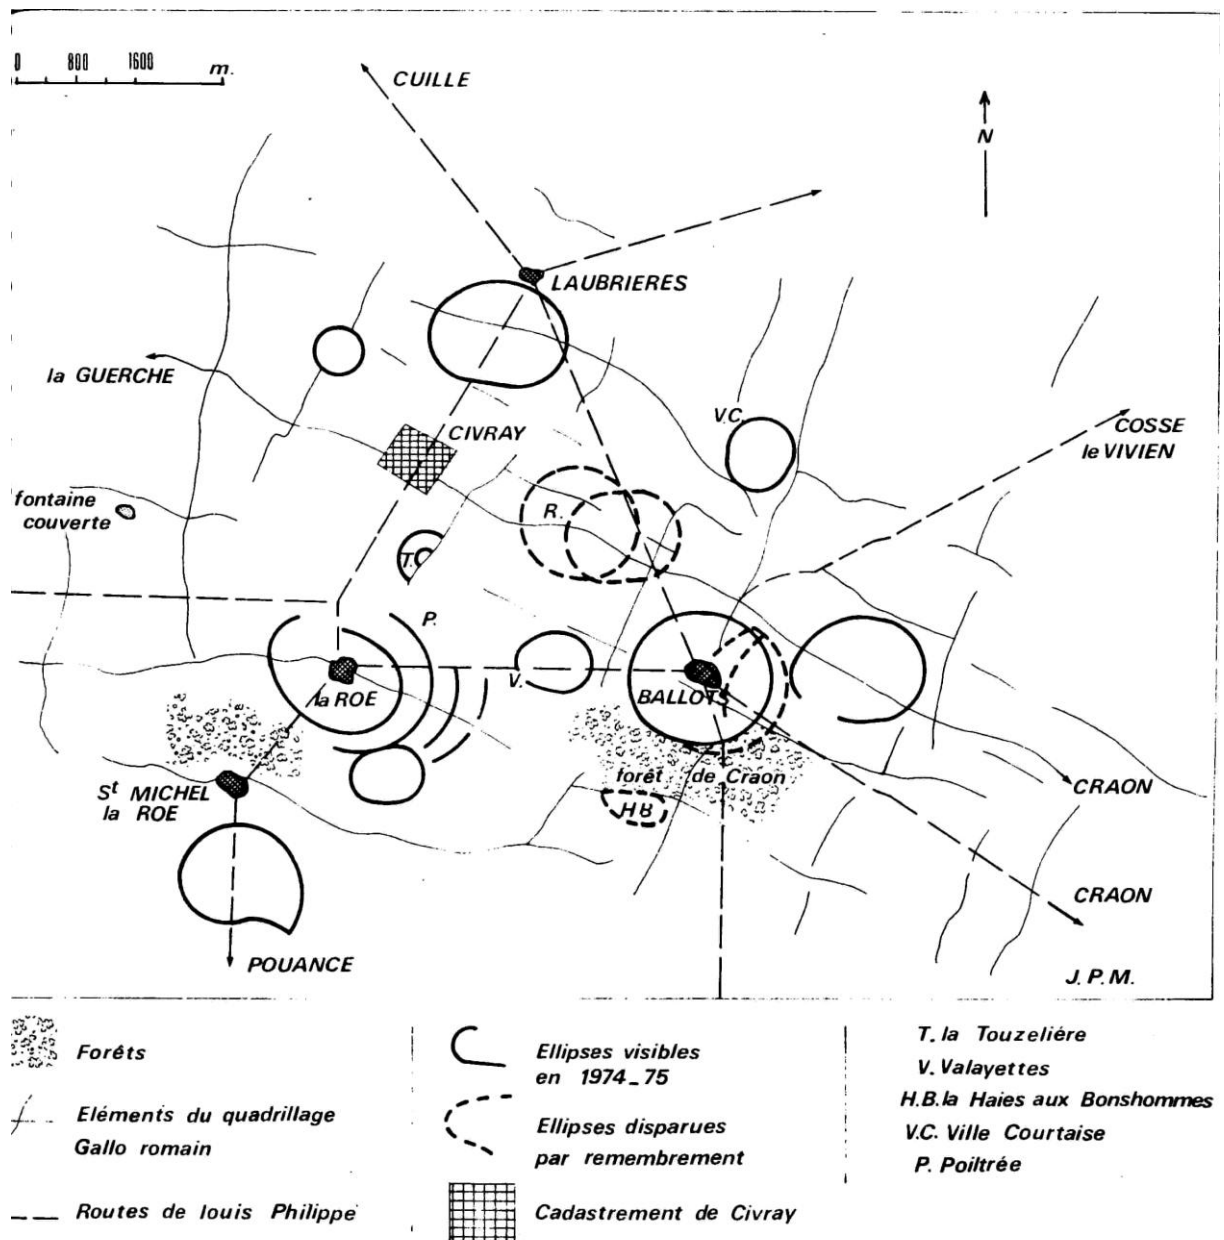 0 800 1600 m.
CUILLE
N
LAUBRIERES
la GUERCHE
V.C.
COSSE
le VIVIEN
CIVRAY
fontaine
couverte
R.
T.
P.
V.
la ROE
BALLOTS
forêt de Craon
H B
St MICHEL
la ROE
CRAON
CRAON
POUANCE
J.P.M.
Forêts
Eléments du quadrillage
Gallo romain
Routes de louis Philippe
Ellipses visibles
en 1974_75
Ellipses disparues
par remembrement
Cadastrement de Civray
T. la Touzelière
V. Valayettes
H.B. la Haies aux Bonshommes
V.C. Ville Courtaise
P. Poiltrée